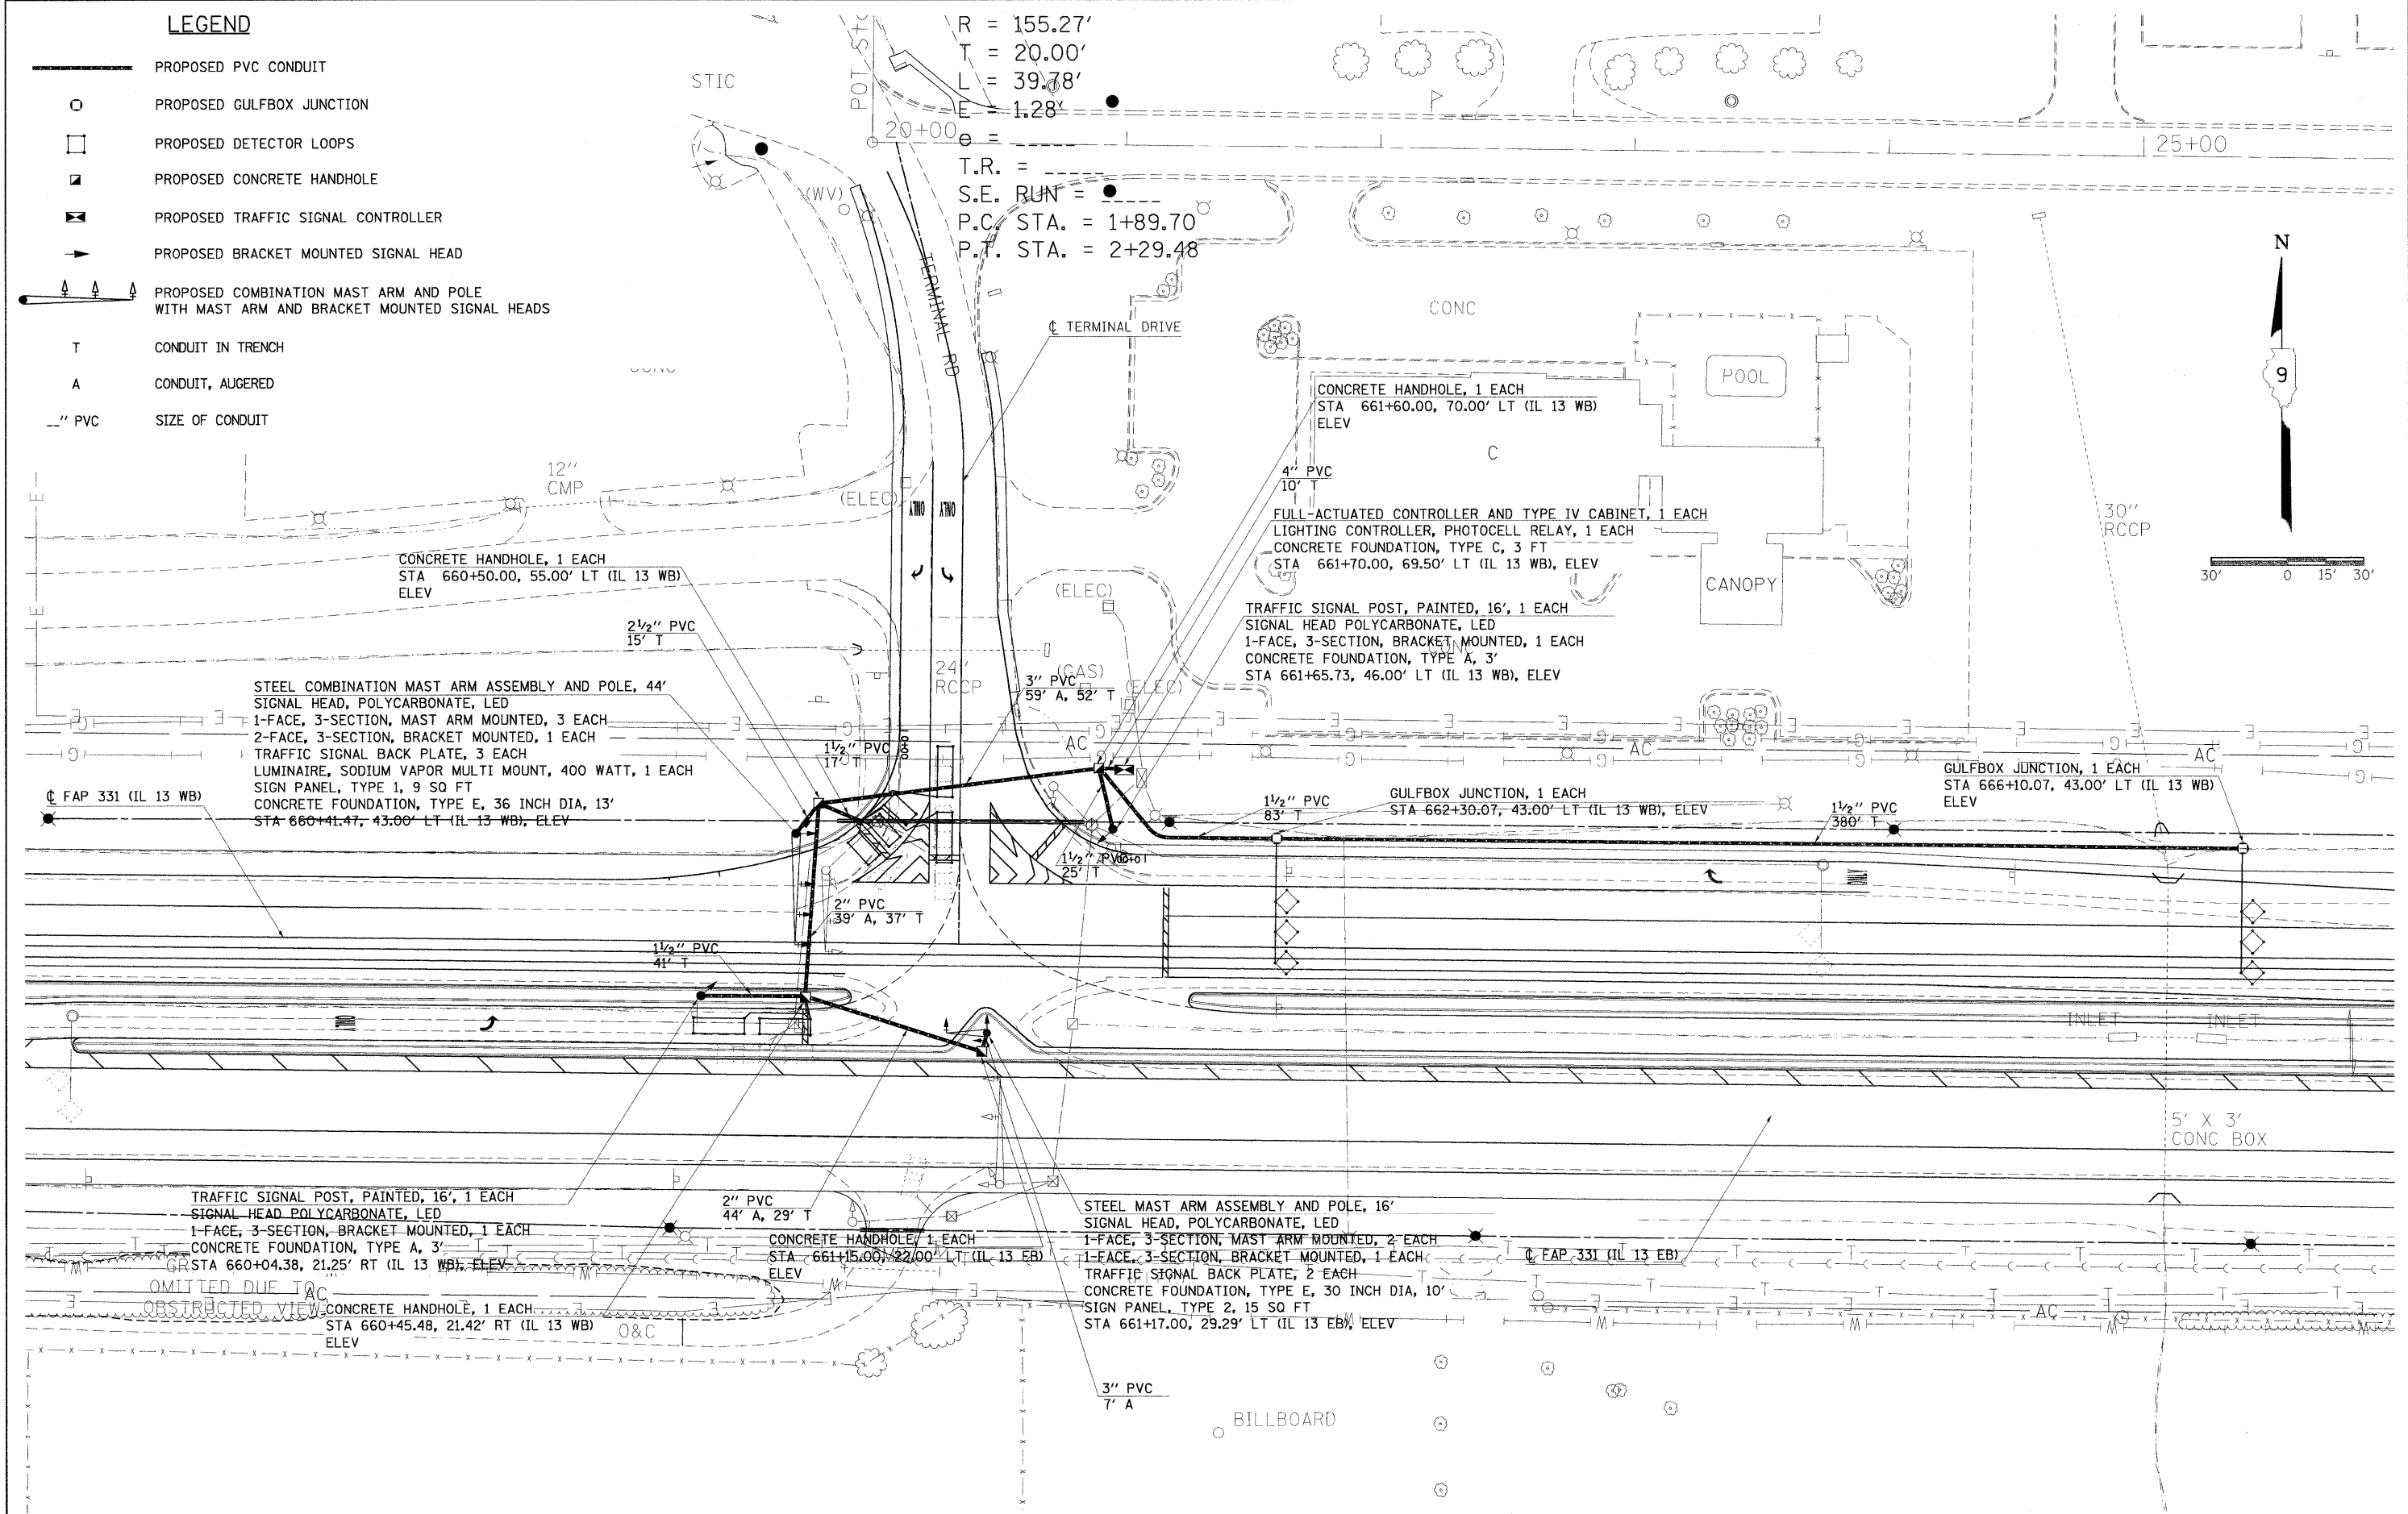 LEGEND
PROPOSED PVC CONDUIT
PROPOSED GULFBOX JUNCTION
PROPOSED DETECTOR LOOPS
PROPOSED CONCRETE HANDHOLE
PROPOSED TRAFFIC SIGNAL CONTROLLER
PROPOSED BRACKET MOUNTED SIGNAL HEAD
PROPOSED COMBINATION MAST ARM AND POLE
WITH MAST ARM AND BRACKET MOUNTED SIGNAL HEADS
T CONDUIT IN TRENCH
A CONDUIT, AUGERED
__" PVC SIZE OF CONDUIT
STIC
POT
R = 155.27'
T = 20.00'
L = 39.78'
E = 1.28'
e = _____
T.R. = _____
S.E. RUN = _____
P.C. STA. = 1+89.70
P.T. STA. = 2+29.48
20+00
25+00
(WV)
TERMINAL RD
℄ TERMINAL DRIVE
CONC
POOL
C
CANOPY
N
9
30' 0 15' 30'
30"
RCCP
12"
CMP
(ELEC)
ONLY ONLY
CONCRETE HANDHOLE, 1 EACH
STA 661+60.00, 70.00' LT (IL 13 WB)
ELEV
4" PVC
10' T
FULL-ACTUATED CONTROLLER AND TYPE IV CABINET, 1 EACH
LIGHTING CONTROLLER, PHOTOCELL RELAY, 1 EACH
CONCRETE FOUNDATION, TYPE C, 3 FT
STA 661+70.00, 69.50' LT (IL 13 WB), ELEV
CONCRETE HANDHOLE, 1 EACH
STA 660+50.00, 55.00' LT (IL 13 WB)
ELEV
2½" PVC
15' T
(ELEC)
TRAFFIC SIGNAL POST, PAINTED, 16', 1 EACH
SIGNAL HEAD POLYCARBONATE, LED
1-FACE, 3-SECTION, BRACKET MOUNTED, 1 EACH
CONCRETE FOUNDATION, TYPE A, 3'
STA 661+65.73, 46.00' LT (IL 13 WB), ELEV
24"
RCCP
(GAS)
(ELEC)
3" PVC
59' A, 52' T
STEEL COMBINATION MAST ARM ASSEMBLY AND POLE, 44'
SIGNAL HEAD, POLYCARBONATE, LED
1-FACE, 3-SECTION, MAST ARM MOUNTED, 3 EACH
2-FACE, 3-SECTION, BRACKET MOUNTED, 1 EACH
TRAFFIC SIGNAL BACK PLATE, 3 EACH
LUMINAIRE, SODIUM VAPOR MULTI MOUNT, 400 WATT, 1 EACH
SIGN PANEL, TYPE 1, 9 SQ FT
CONCRETE FOUNDATION, TYPE E, 36 INCH DIA, 13'
STA 660+41.47, 43.00' LT (IL 13 WB), ELEV
1½" PVC
17' T
AC
AC
AC
℄ FAP 331 (IL 13 WB)
1½" PVC
83' T
GULFBOX JUNCTION, 1 EACH
STA 662+30.07, 43.00' LT (IL 13 WB), ELEV
1½" PVC
380' T
GULFBOX JUNCTION, 1 EACH
STA 666+10.07, 43.00' LT (IL 13 WB)
ELEV
1½" PVC
25' T
2" PVC
39' A, 37' T
1½" PVC
41' T
INLET INLET
5' X 3'
CONC BOX
TRAFFIC SIGNAL POST, PAINTED, 16', 1 EACH
SIGNAL HEAD POLYCARBONATE, LED
1-FACE, 3-SECTION, BRACKET MOUNTED, 1 EACH
CONCRETE FOUNDATION, TYPE A, 3'
STA 660+04.38, 21.25' RT (IL 13 WB), ELEV
2" PVC
44' A, 29' T
CONCRETE HANDHOLE, 1 EACH
STA 661+15.00, 22.00' LT (IL 13 EB)
ELEV
STEEL MAST ARM ASSEMBLY AND POLE, 16'
SIGNAL HEAD, POLYCARBONATE, LED
1-FACE, 3-SECTION, MAST ARM MOUNTED, 2 EACH
1-FACE, 3-SECTION, BRACKET MOUNTED, 1 EACH
TRAFFIC SIGNAL BACK PLATE, 2 EACH
CONCRETE FOUNDATION, TYPE E, 30 INCH DIA, 10'
SIGN PANEL, TYPE 2, 15 SQ FT
STA 661+17.00, 29.29' LT (IL 13 EB), ELEV
℄ FAP 331 (IL 13 EB)
GR
OMITTED DUE TO
OBSTRUCTED VIEW
AC
CONCRETE HANDHOLE, 1 EACH
STA 660+45.48, 21.42' RT (IL 13 WB)
ELEV
O&C
AC
3" PVC
7' A
BILLBOARD